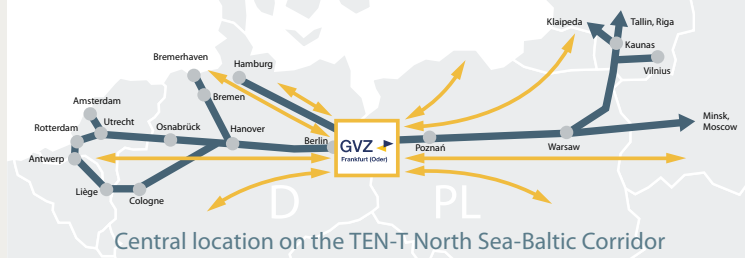 Klaipeda
Tallin, Riga
Kaunas
Vilnius
Bremerhaven
Hamburg
Bremen
Amsterdam
Utrecht
Rotterdam
Osnabrück
Hanover
Berlin
GVZ
Frankfurt (Oder)
Poznań
Warsaw
Minsk,
Moscow
Antwerp
Liège
Cologne
D
PL
Central location on the TEN-T North Sea-Baltic Corridor